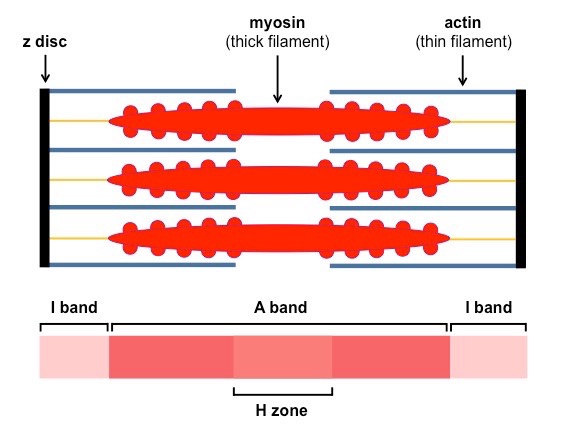 myosin
(thick filament)
actin
(thin filament)
z disc
I band
A band
I band
H zone